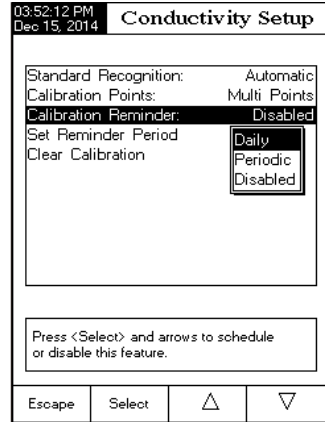 03:52:12 PM
Dec 15, 2014
Conductivity Setup
Standard Recognition: Automatic
Calibration Points: Multi Points
Calibration Reminder: Disabled
Set Reminder Period
Daily
Clear Calibration
Periodic
Disabled
Press <Select> and arrows to schedule
or disable this feature.
Escape Select △ ▽